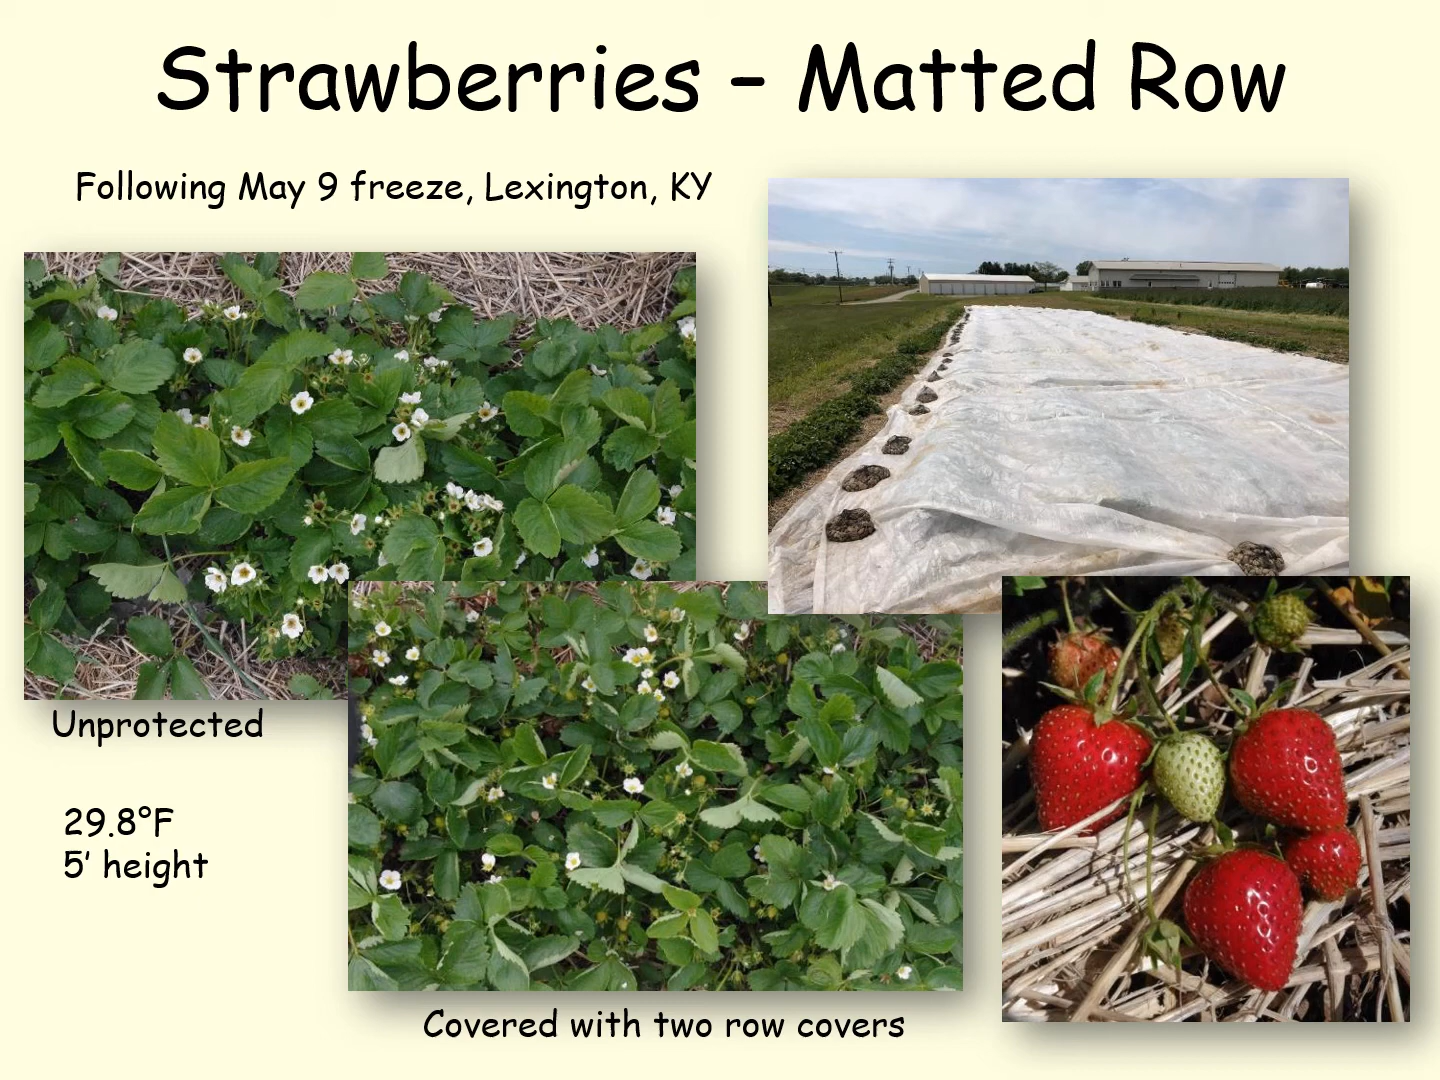 Strawberries – Matted Row
Following May 9 freeze, Lexington, KY
Unprotected
29.8°F
5’ height
Covered with two row covers